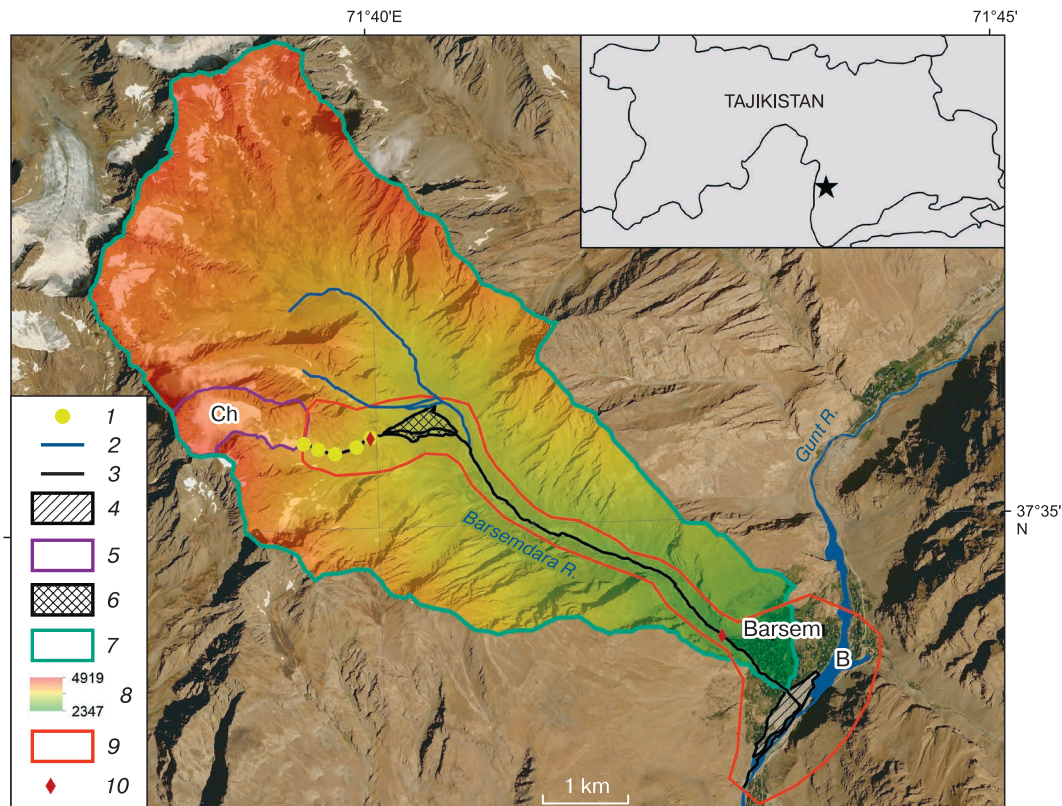 71°40'E
71°45'
TAJIKISTAN
Ch
Gunt R.
37°35'
N
Barsemdara R.
Barsem
B
1
2
3
4
5
6
7
4919
2347
8
9
10
1 km